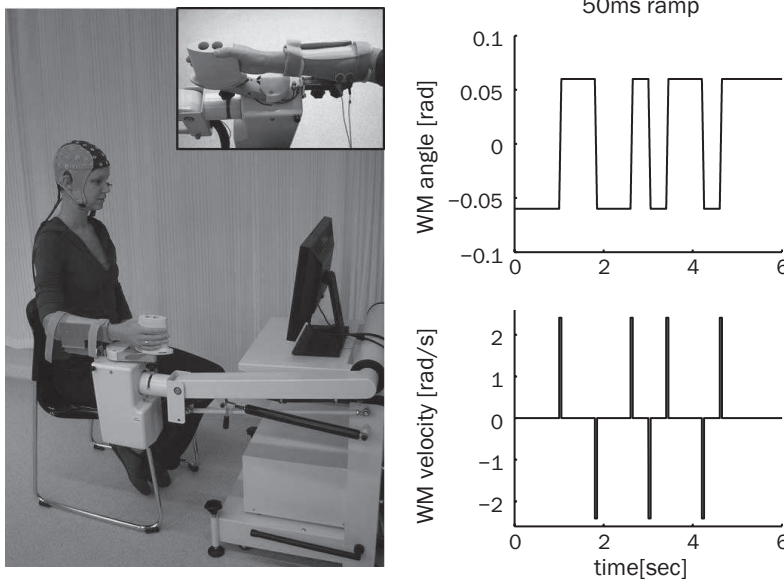 50ms ramp
WM angle [rad]
0.1
0.05
0
−0.05
−0.1
0 2 4 6
WM velocity [rad/s]
2
1
0
−1
−2
0 2 4 6
time[sec]